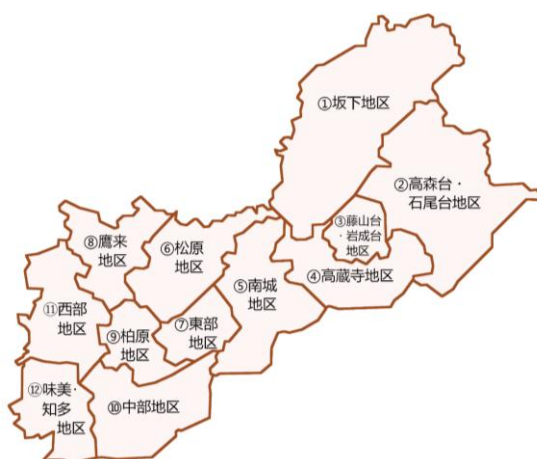 ①坂下地区
②高森台・
石尾台地区
③藤山台
・岩成台
地区
④高蔵寺地区
⑤南城
地区
⑥松原
地区
⑦東部
地区
⑧鷹来
地区
⑨柏原
地区
⑩中部地区
⑪西部
地区
⑫味美・
知多
地区